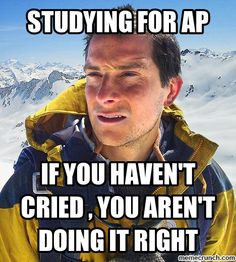 STUDYING FOR AP
IF YOU HAVEN'T
CRIED , YOU AREN'T
DOING IT RIGHT
memecrunch.com